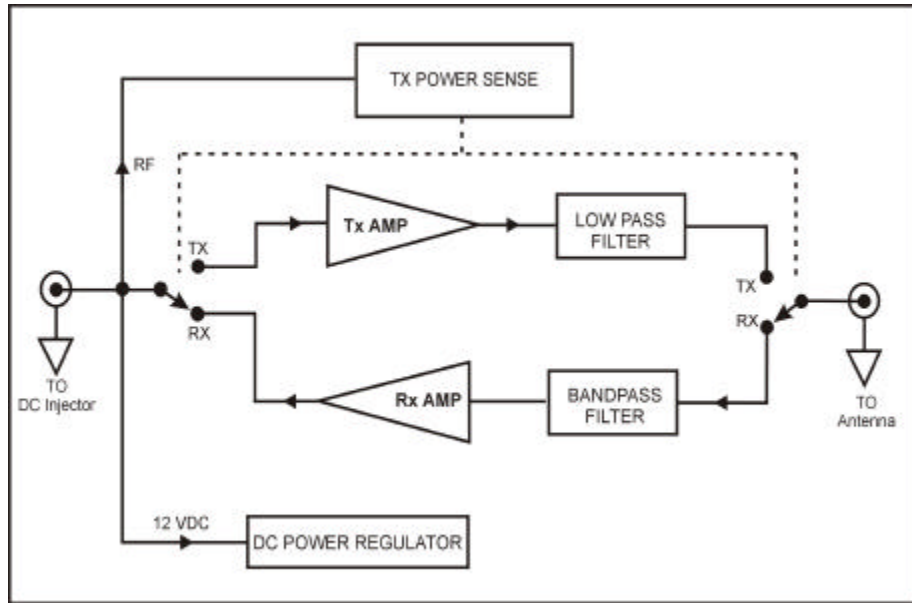 TX POWER SENSE
RF
Tx AMP
LOW PASS
FILTER
TX
TX
RX
RX
TO
DC Injector
Rx AMP
BANDPASS
FILTER
TO
Antenna
12 VDC
DC POWER REGULATOR